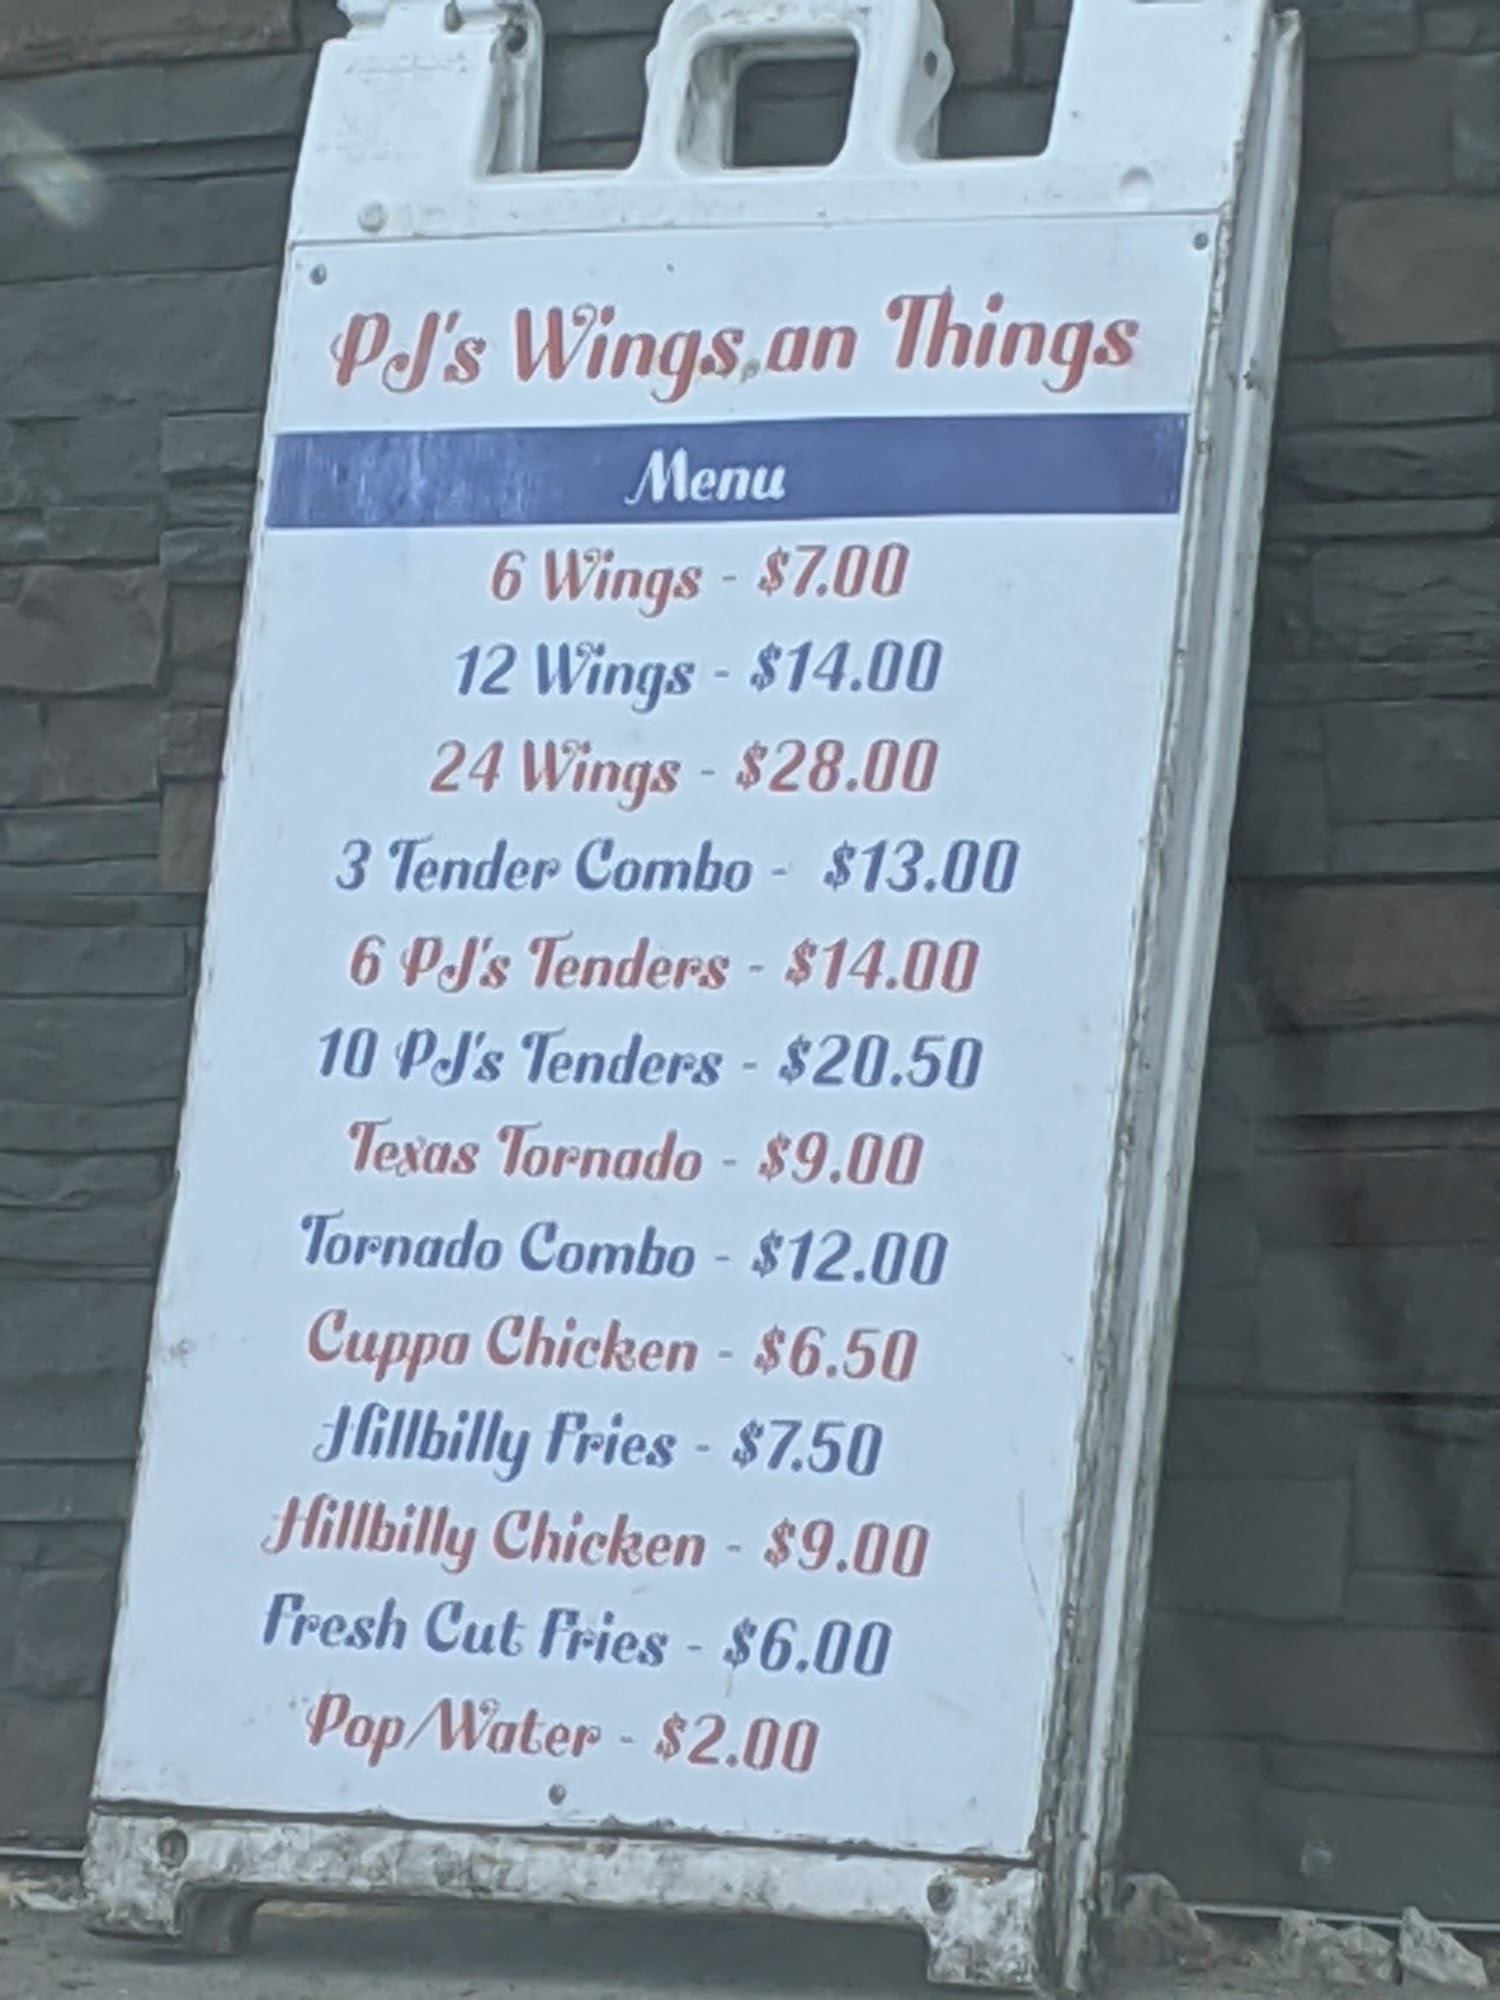 PJ's Wings an Things
Menu
6 Wings - $7.00
12 Wings - $14.00
24 Wings - $28.00
3 Tender Combo - $13.00
6 PJ's Tenders - $14.00
10 PJ's Tenders - $20.50
Texas Tornado - $9.00
Tornado Combo - $12.00
Cuppa Chicken - $6.50
Hillbilly Fries - $7.50
Hillbilly Chicken - $9.00
Fresh Cut Fries - $6.00
Pop/Water - $2.00